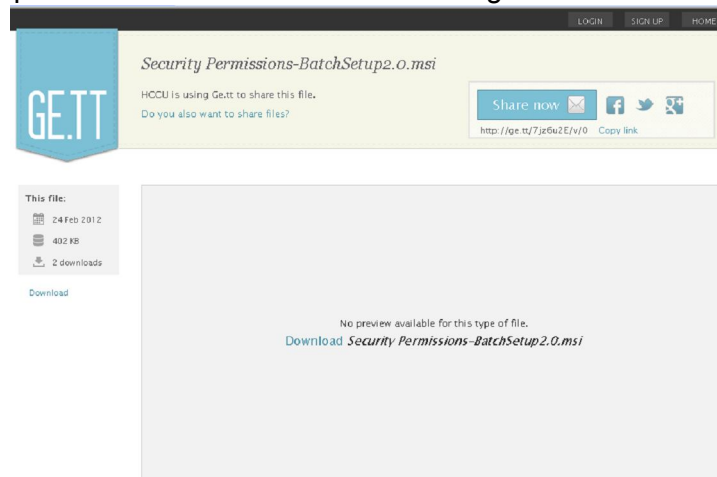 LOGIN SIGN UP HOME
GE.TT
Security Permissions-BatchSetup2.0.msi
HCCU is using Ge.tt to share this file.
Do you also want to share files?
Share now
http://ge.tt/7jz6u2E/v/0 Copy link
This file:
24 Feb 2012
402 KB
2 downloads
Download
No preview available for this type of file.
Download Security Permissions-BatchSetup2.0.msi